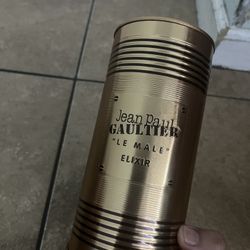 Jean Paul
GAULTIER
"LE MALE"
ELIXIR